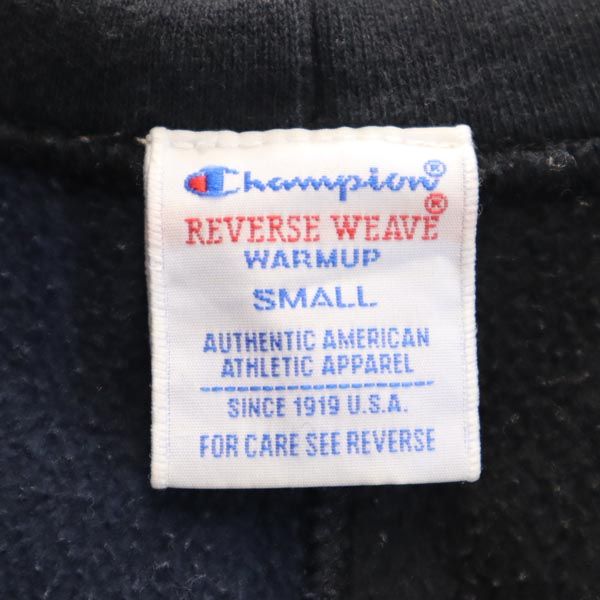 Champion®
REVERSE WEAVE®
WARMUP
SMALL
AUTHENTIC AMERICAN
ATHLETIC APPAREL
SINCE 1919 U.S.A.
FOR CARE SEE REVERSE